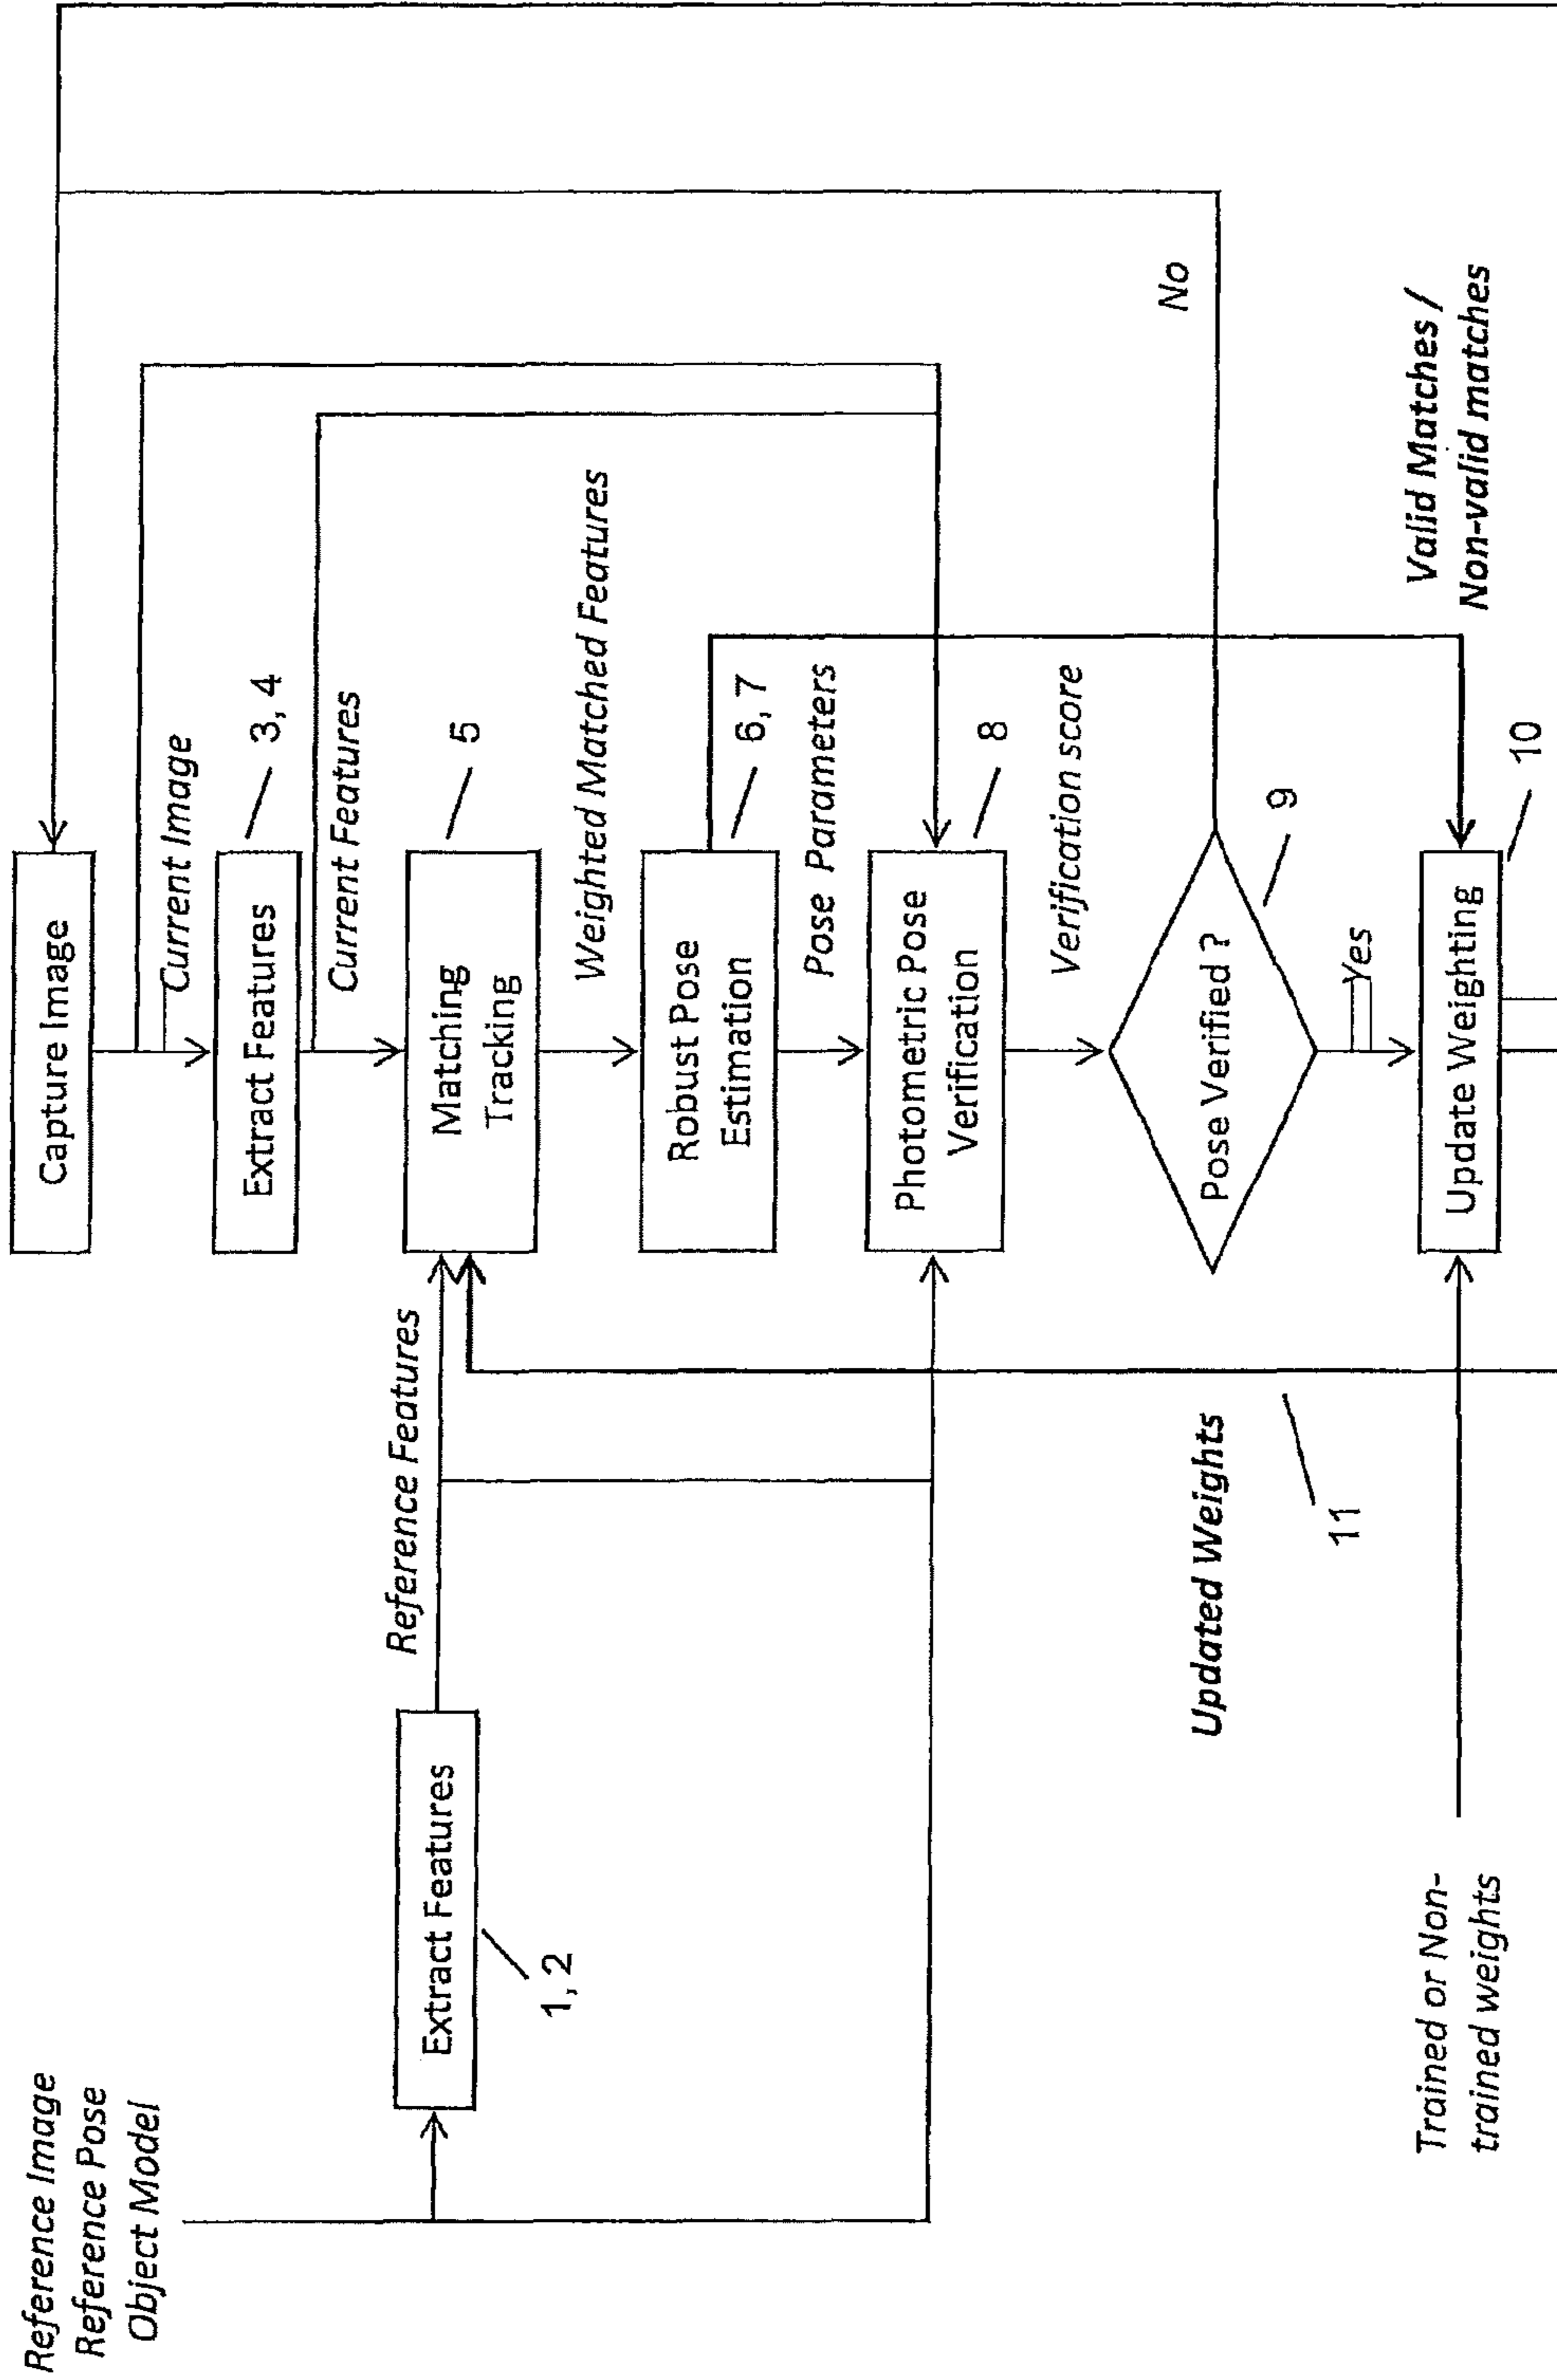 Reference Image
Reference Pose
Object Model
Capture Image
Current Image
Extract Features
3, 4
Current Features
Reference Features
Extract Features
1, 2
Matching
Tracking
5
Weighted Matched Features
Robust Pose
Estimation
6, 7
Pose Parameters
Photometric Pose
Verification
8
Verification score
Pose Verified ?
9
No
Yes
Updated Weights
11
Valid Matches /
Non-valid matches
Trained or Non-
trained weights
Update Weighting
10